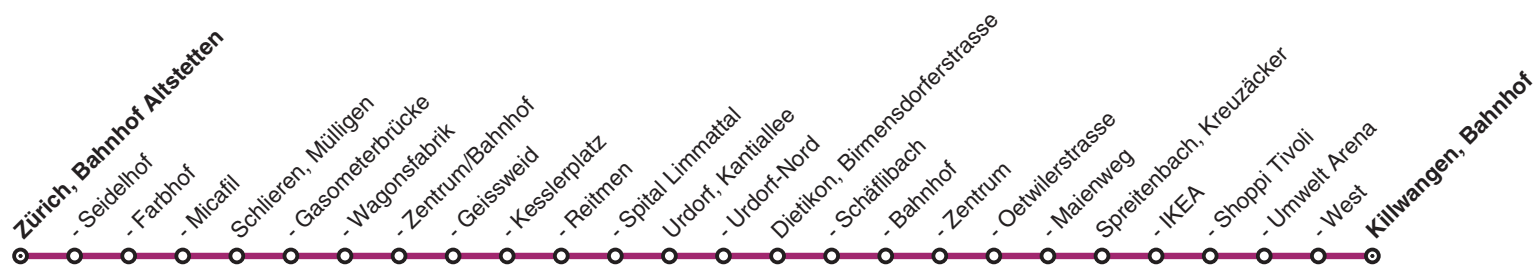 Zürich, Bahnhof Altstetten
- Seidelhof
- Farbhof
- Micafil
Schlieren, Mülligen
- Gasometerbrücke
- Wagonsfabrik
- Zentrum/Bahnhof
- Geissweid
- Kesslerplatz
- Reitmen
- Spital Limmattal
Urdorf, Kantiallee
- Urdorf-Nord
Dietikon, Birmensdorferstrasse
- Schäflibach
- Bahnhof
- Zentrum
- Oetwilerstrasse
- Maienweg
Spreitenbach, Kreuzäcker
- IKEA
- Shoppi Tivoli
- Umwelt Arena
- West
Killwangen, Bahnhof